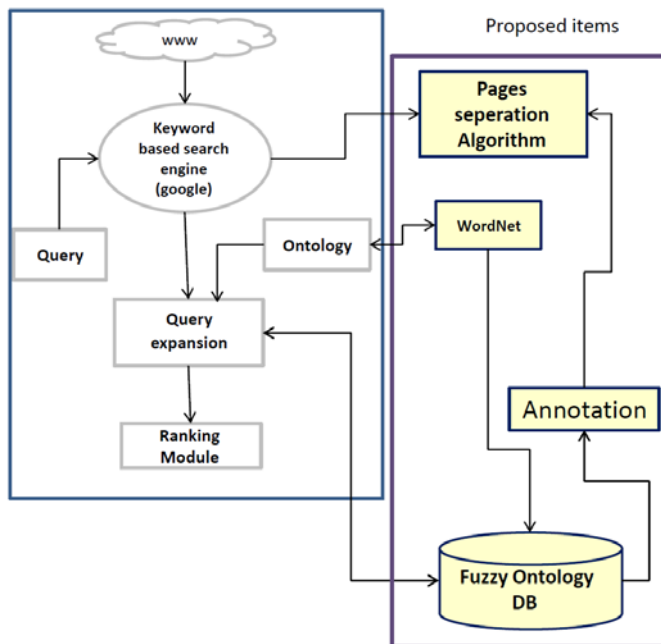 www
Proposed items
Keyword
based search
engine
(google)
Pages
seperation
Algorithm
Query
Ontology
WordNet
Query
expansion
Annotation
Ranking
Module
Fuzzy Ontology
DB